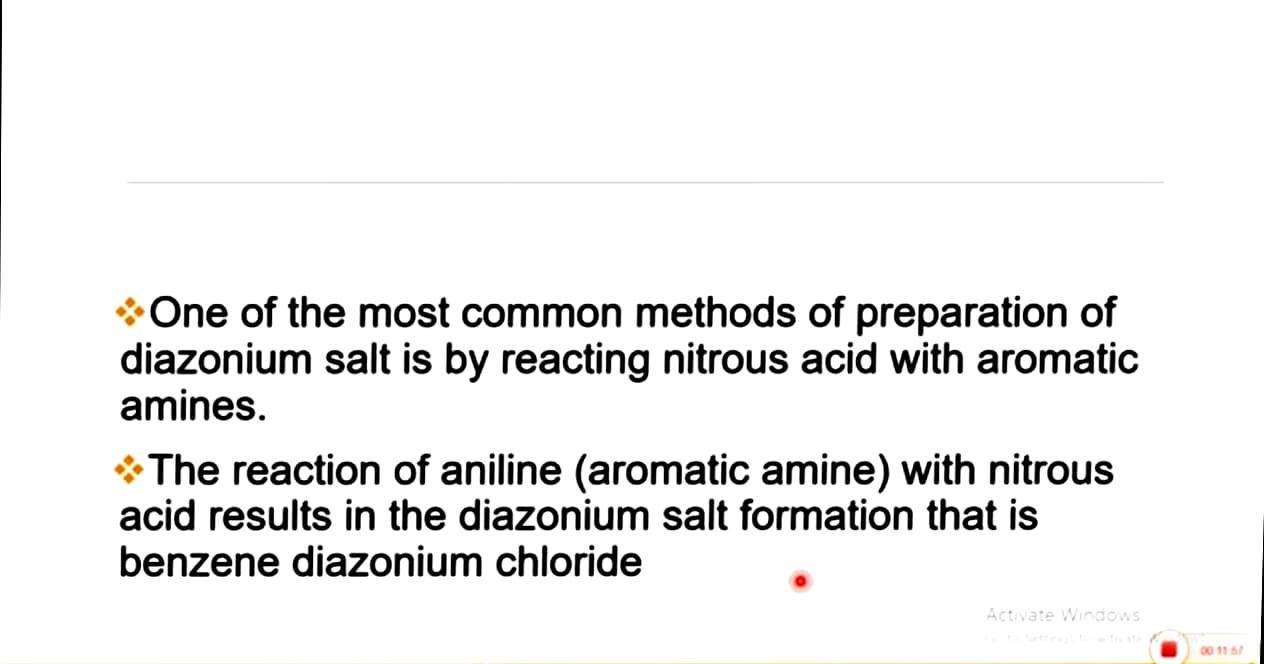 ❖One of the most common methods of preparation of
diazonium salt is by reacting nitrous acid with aromatic
amines.
❖The reaction of aniline (aromatic amine) with nitrous
acid results in the diazonium salt formation that is
benzene diazonium chloride
Activate Windows